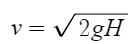 v = √2gH